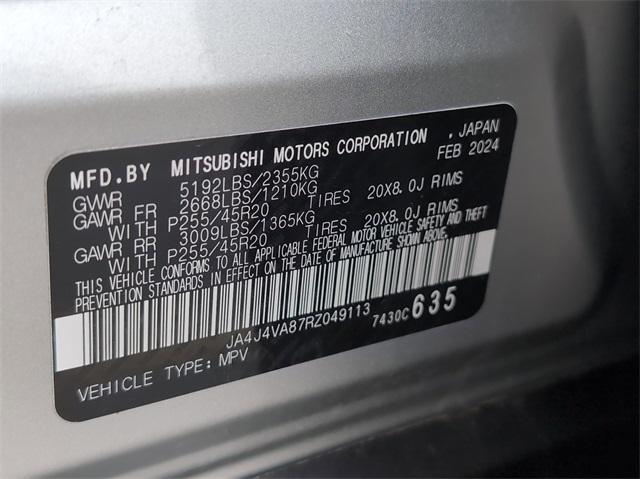 MFD.BY MITSUBISHI MOTORS CORPORATION , JAPAN
FEB 2024
GVWR 5192LBS/2355KG
GAWR FR 2668LBS/1210KG
WITH P255/45R20 TIRES 20X8.0J RIMS
GAWR RR 3009LBS/1365KG
WITH P255/45R20 TIRES 20X8.0J RIMS
THIS VEHICLE CONFORMS TO ALL APPLICABLE FEDERAL MOTOR VEHICLE SAFETY AND THEFT
PREVENTION STANDARDS IN EFFECT ON THE DATE OF MANUFACTURE SHOWN ABOVE.
JA4J4VA87RZ049113 7430C 635
VEHICLE TYPE:MPV